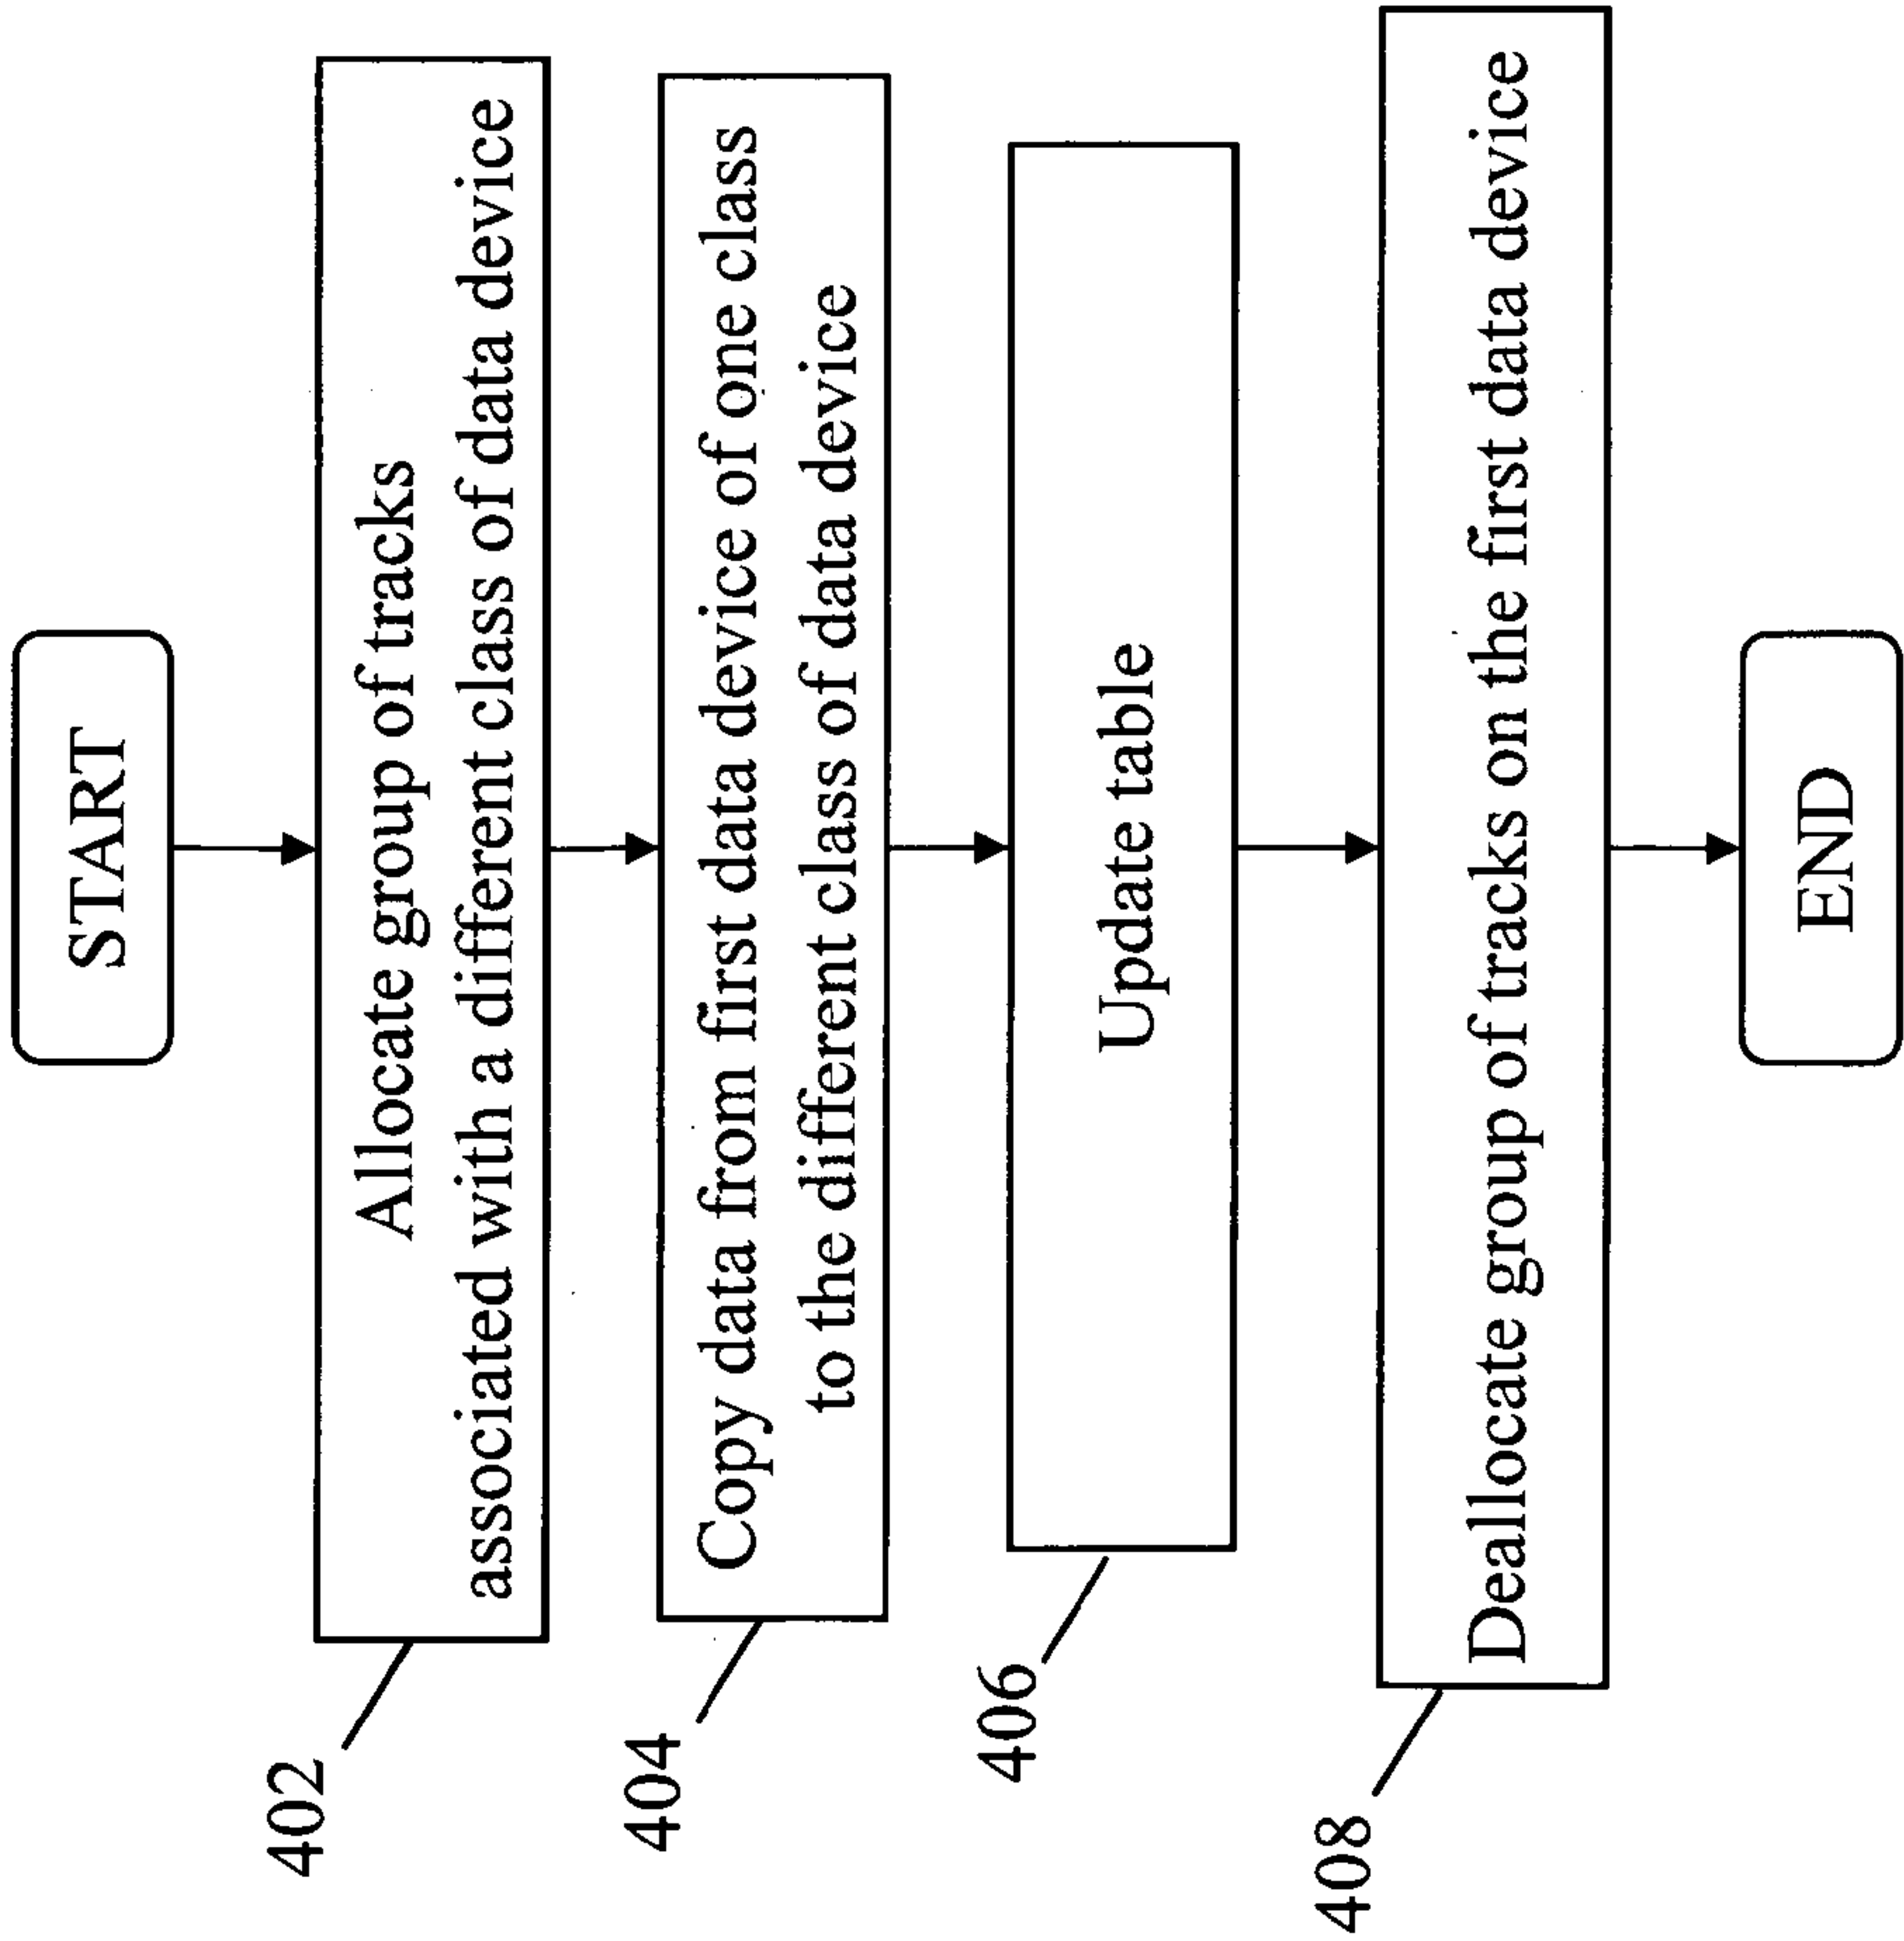 START
402
Allocate group of tracks
associated with a different class of data device
404
Copy data from first data device of one class
to the different class of data device
406
Update table
408
Deallocate group of tracks on the first data device
END